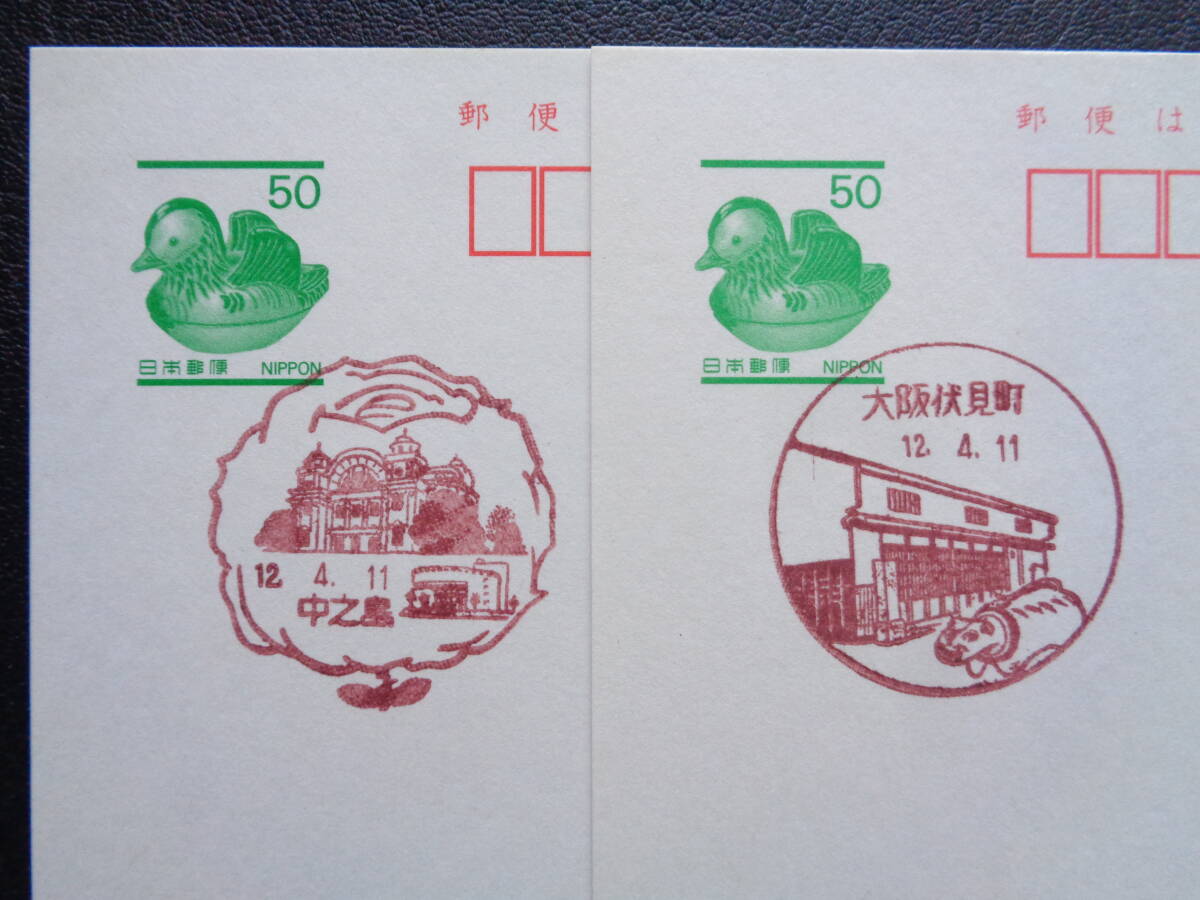 郵便
50
日本郵便 NIPPON
12. 4. 11
中之島
郵便は
50
日本郵便 NIPPON
大阪伏見町
12. 4. 11